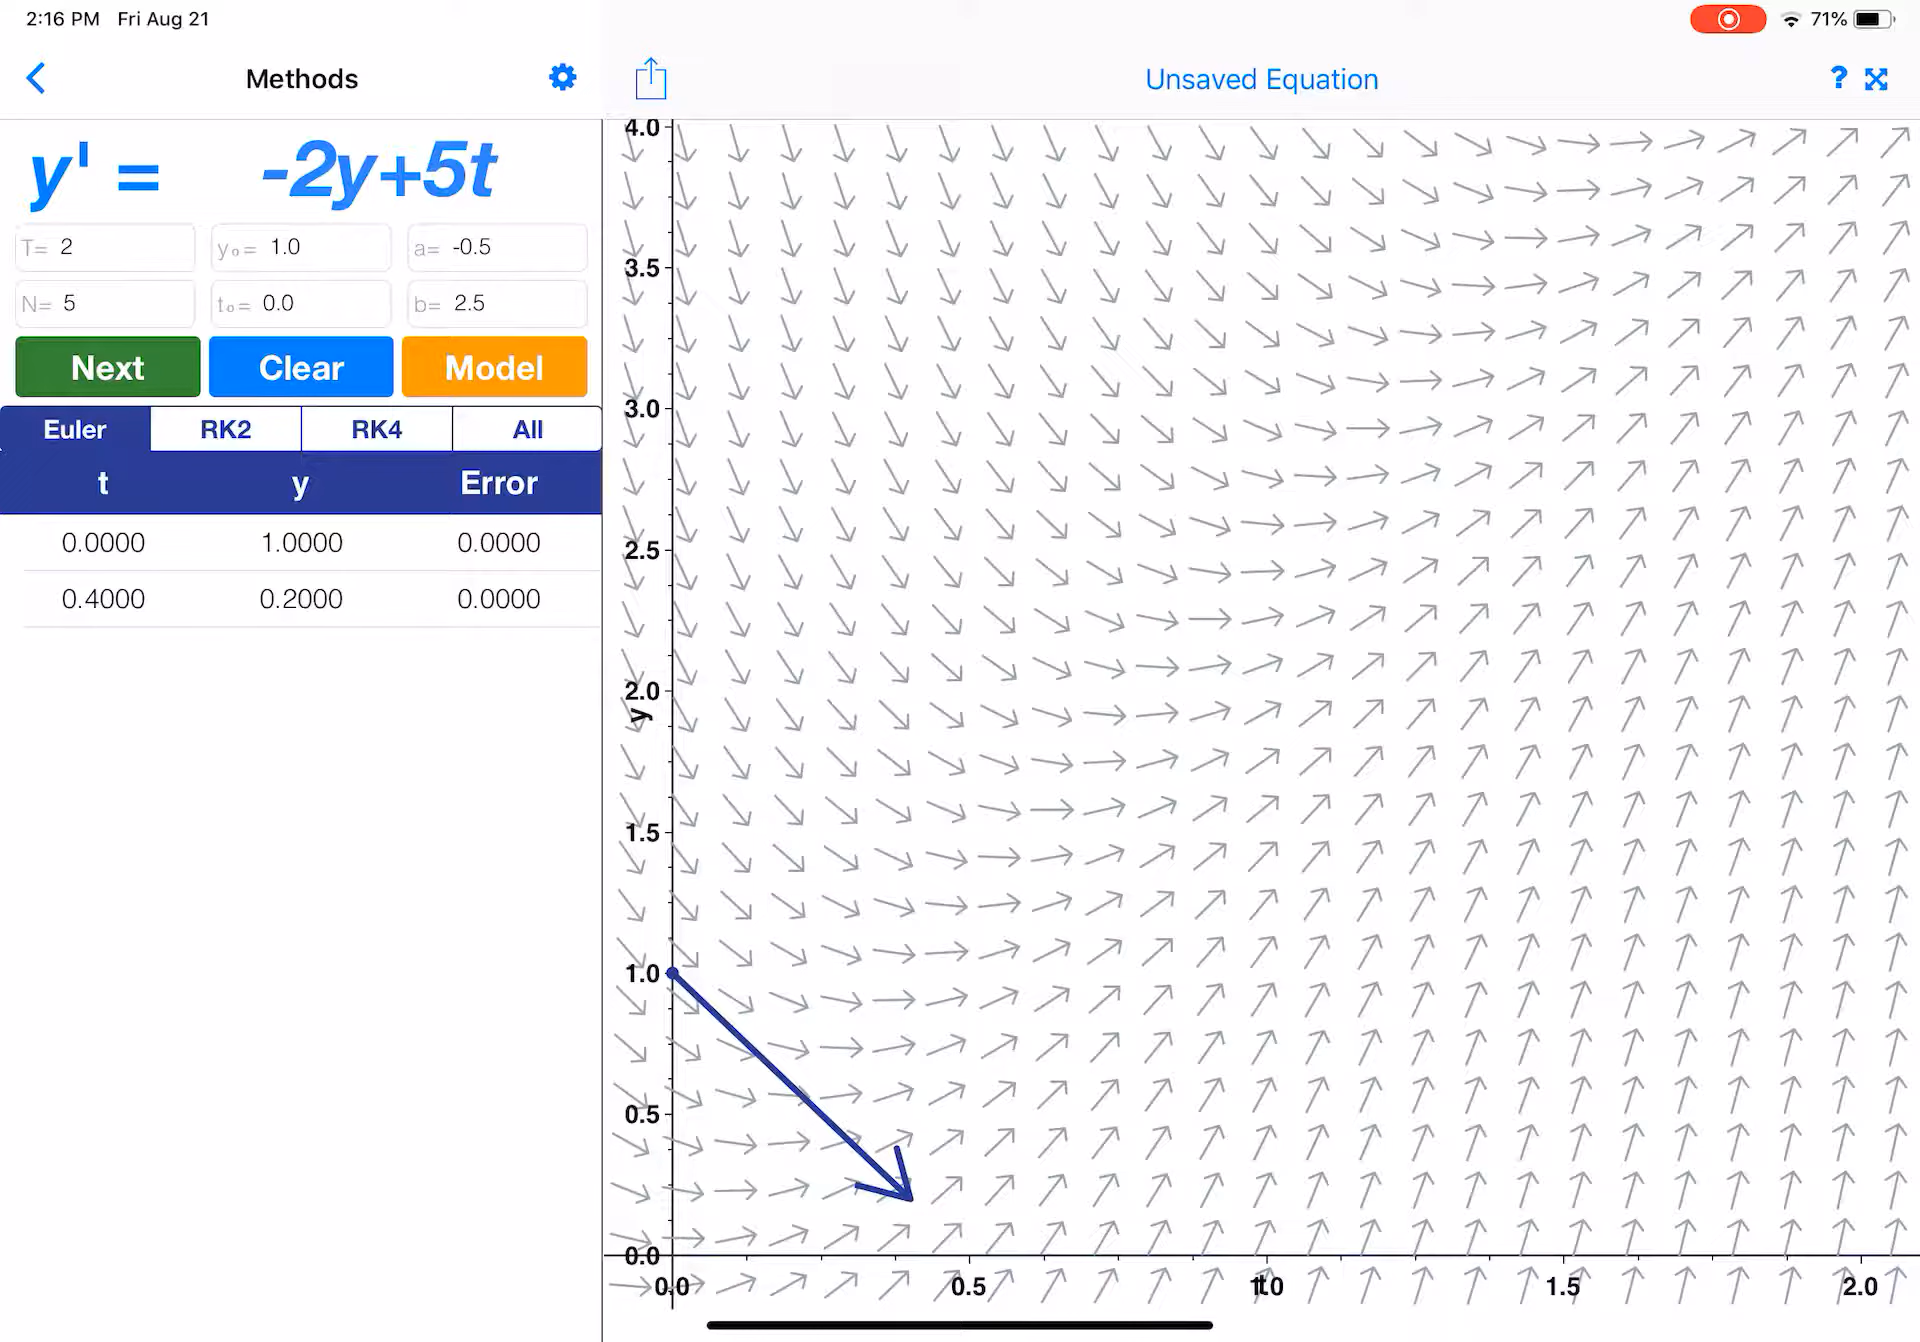 2:16 PM Fri Aug 21
71%
Methods
Unsaved Equation
?
y' = -2y+5t
T= 2
y₀= 1.0
a= -0.5
N= 5
t₀= 0.0
b= 2.5
Next
Clear
Model
Euler
RK2
RK4
All
t
y
Error
0.0000
1.0000
0.0000
0.4000
0.2000
0.0000
4.0
3.5
3.0
2.5
2.0
y
1.5
1.0
0.5
0.0
0.0
0.5
1.0
t
1.5
2.0